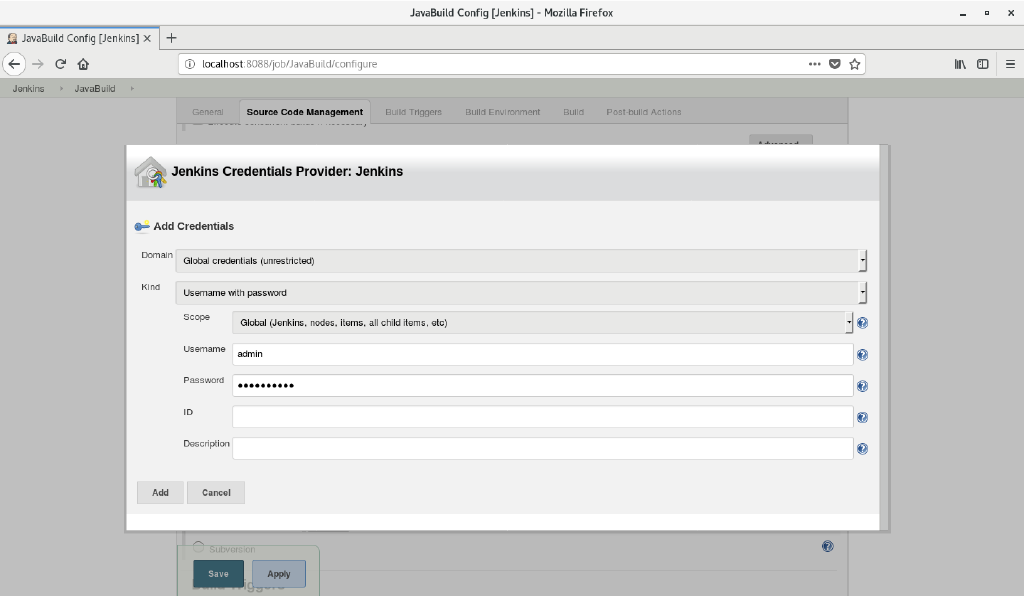 JavaBuild Config [Jenkins] - Mozilla Firefox
JavaBuild Config [Jenkins]
localhost:8088/job/JavaBuild/configure
Jenkins JavaBuild
General Source Code Management Build Triggers Build Environment Build Post-build Actions
Advanced
Jenkins Credentials Provider: Jenkins
Add Credentials
Domain Global credentials (unrestricted)
Kind Username with password
Scope Global (Jenkins, nodes, items, all child items, etc)
Username admin
Password ••••••••••
ID
Description
Add Cancel
Subversion
Save Apply